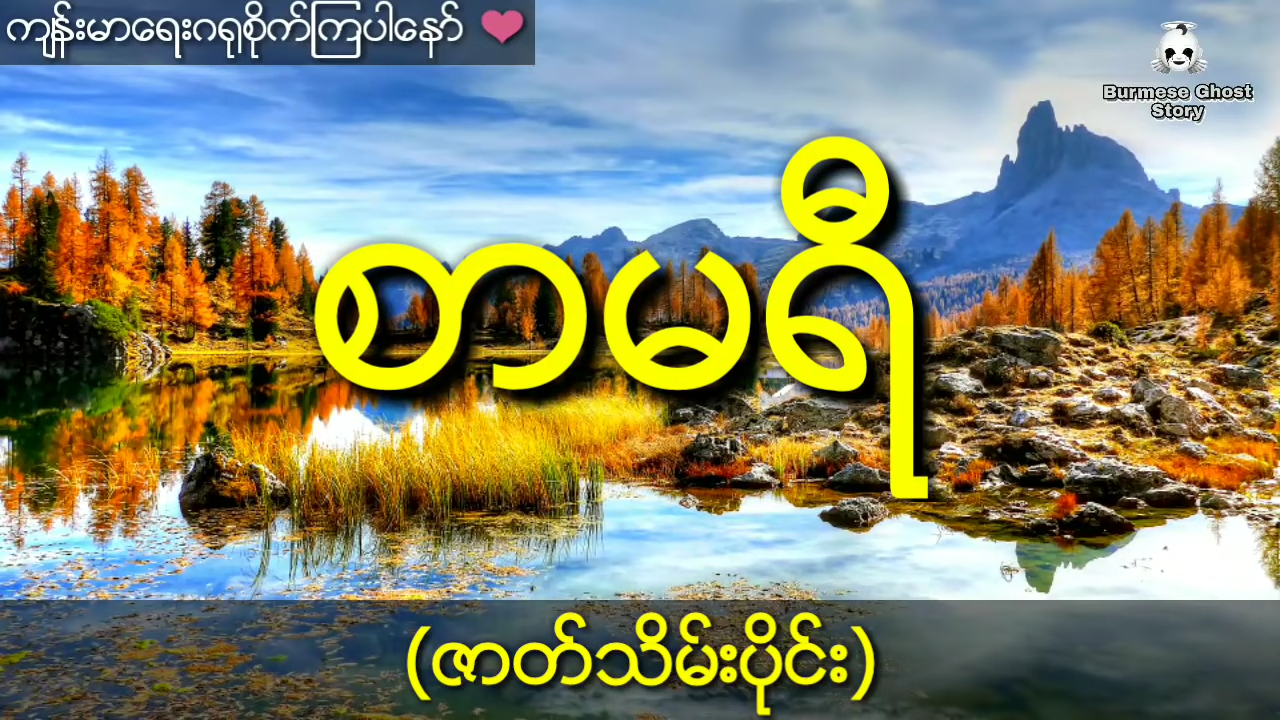 ကျန်းမာရေးဂရုစိုက်ကြပါနော် ❤
Burmese Ghost
Story
စာမရီ
(ဇာတ်သိမ်းပိုင်း)